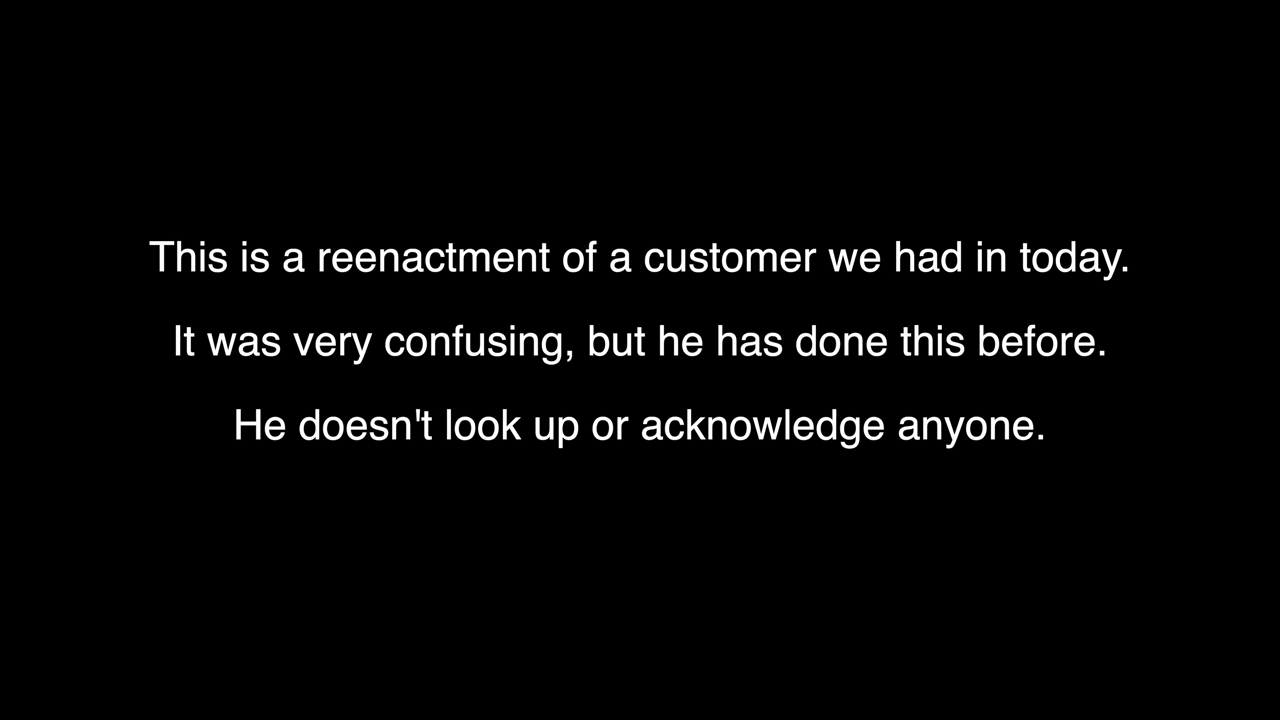 This is a reenactment of a customer we had in today.
It was very confusing, but he has done this before.
He doesn't look up or acknowledge anyone.